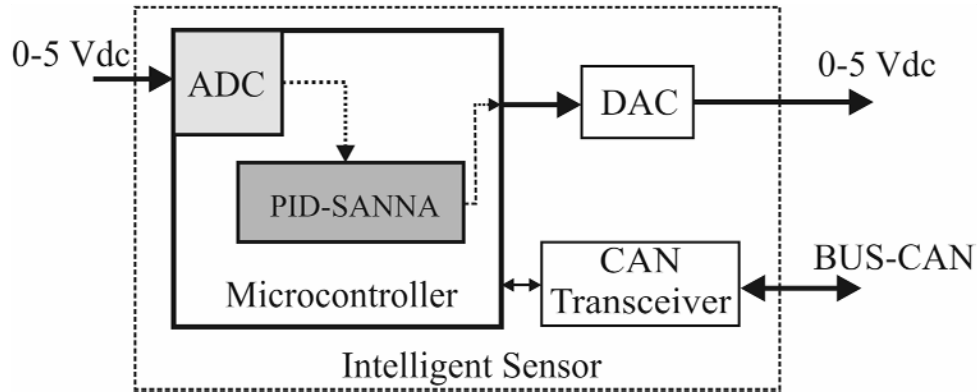 0-5 Vdc
ADC
PID-SANNA
Microcontroller
DAC
0-5 Vdc
CAN
Transceiver
BUS-CAN
Intelligent Sensor